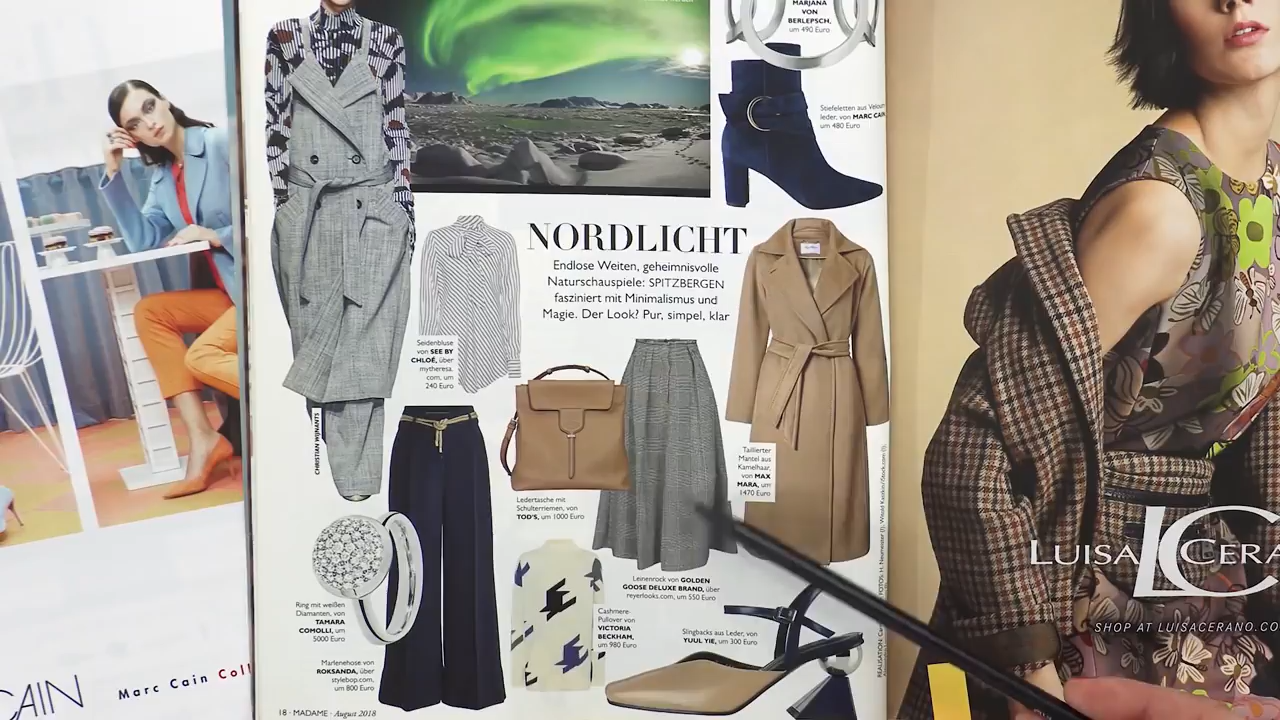 MARJANA
VON
BERLEPSCH,
um 490 Euro
Stiefeletten aus Velours-
leder, von MARC CAIN,
um 480 Euro
NORDLICHT
Endlose Weiten, geheimnisvolle
Naturschauspiele: SPITZBERGEN
fasziniert mit Minimalismus und
Magie. Der Look? Pur, simpel, klar
Seidenbluse
von SEE BY
CHLOÉ, über
mytheresa.
com, um
240 Euro
CHRISTIAN WIJNANTS
Ledertasche mit
Schulterriemen, von
TOD'S, um 1000 Euro
Taillierter
Mantel aus
Kamelhaar,
von MAX
MARA, um
1470 Euro
Leinenrock von GOLDEN
GOOSE DELUXE BRAND, über
reyerlooks.com, um 550 Euro
Ring mit weißen
Diamanten, von
TAMARA
COMOLLI, um
5000 Euro
Cashmere-
Pullover von
VICTORIA
BECKHAM,
um 980 Euro
Slingbacks aus Leder, von
YUUL YIE, um 300 Euro
Marlenehose von
ROKSANDA, über
stylebop.com,
um 800 Euro
18 · MADAME · August 2018
CAIN
Marc Cain Coll
LUISA CERA
LC
SHOP AT LUISACERANO.CO